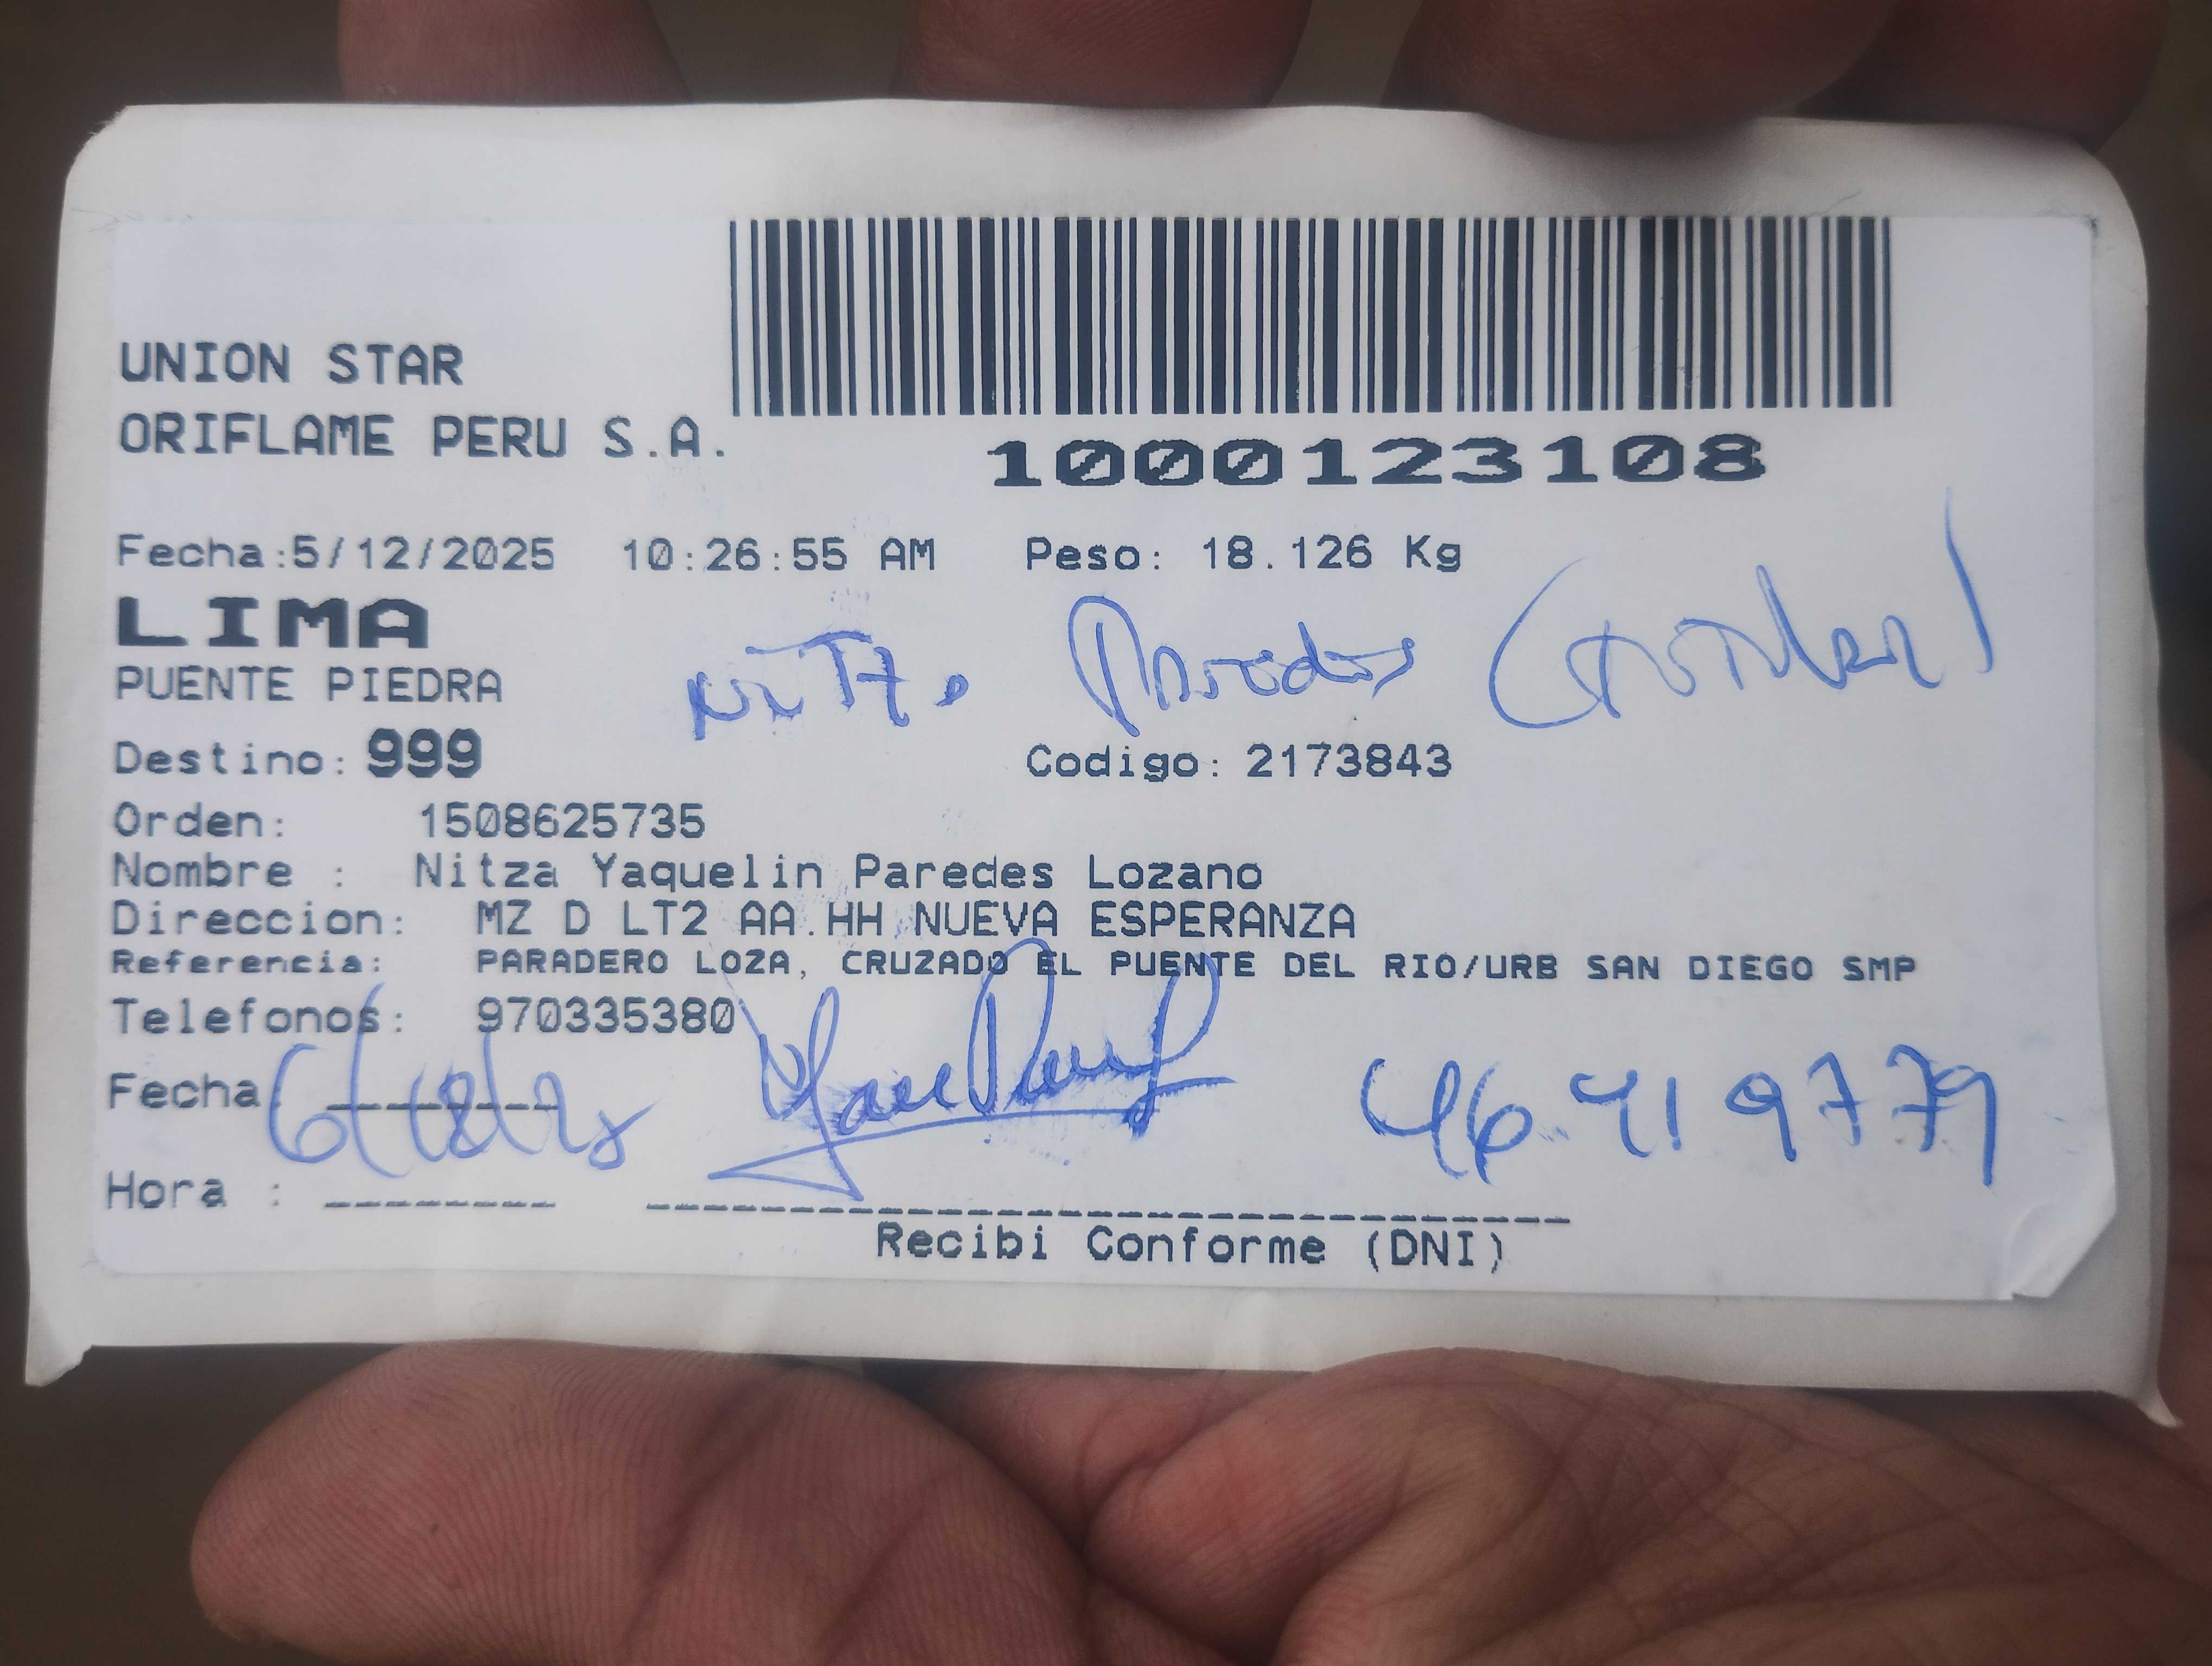 UNION STAR
ORIFLAME PERU S.A.
1000123108
Fecha:5/12/2025 10:26:55 AM Peso: 18.126 Kg
LIMA
PUENTE PIEDRA
Paredes (titular)
Destino: 999 Codigo: 2173843
Orden: 1508625735
Nombre : Nitza Yaquelin Paredes Lozano
Direccion: MZ D LT2 AA.HH NUEVA ESPERANZA
Referencia: PARADERO LOZA, CRUZADO EL PUENTE DEL RIO/URB SAN DIEGO SMP
Telefonos: 970335380
Fecha 46419779
Hora :
Recibi Conforme (DNI)